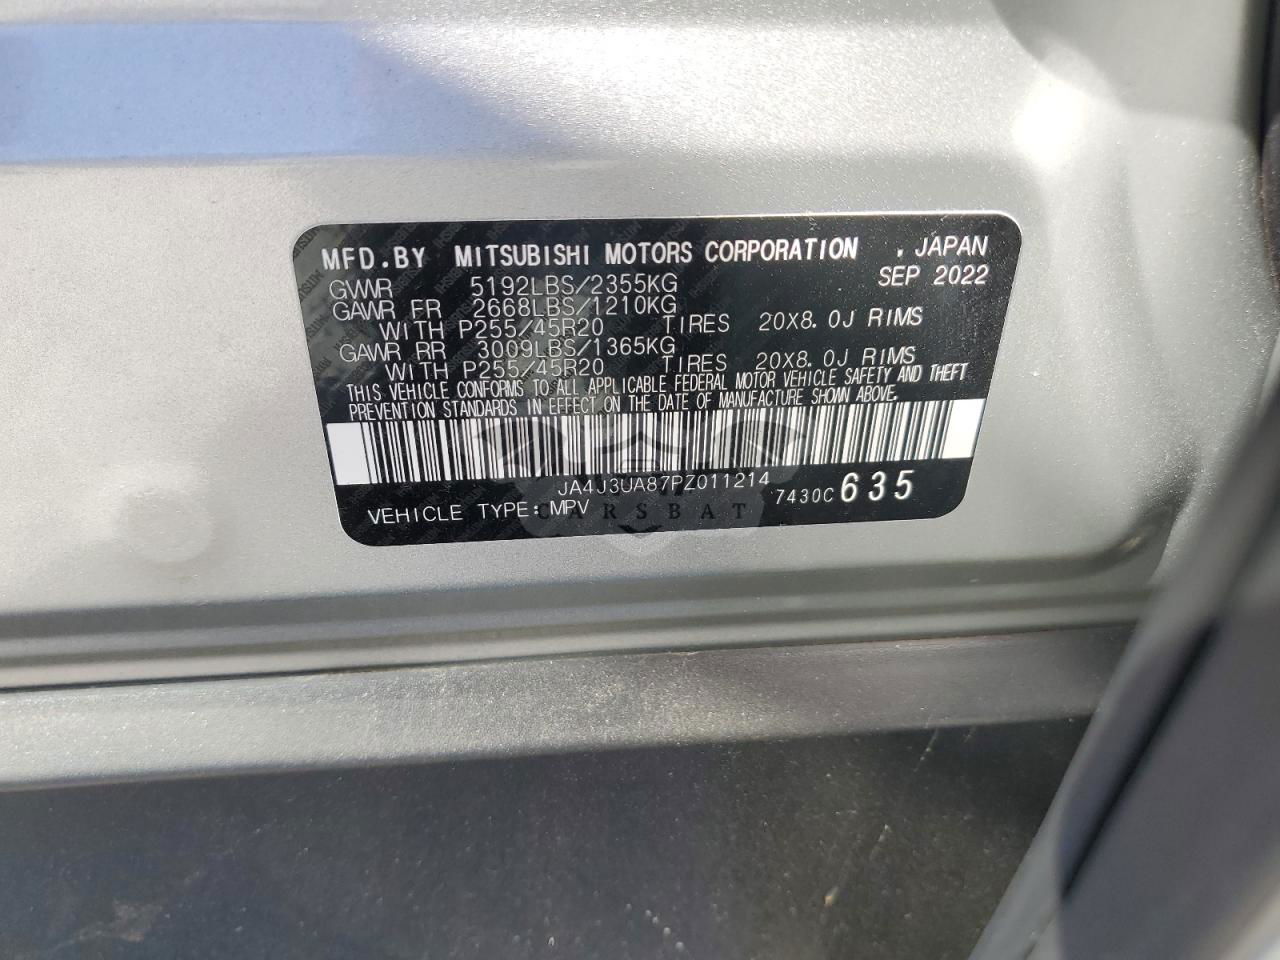 MFD.BY MITSUBISHI MOTORS CORPORATION , JAPAN
SEP 2022
GVWR 5192LBS/2355KG
GAWR FR 2668LBS/1210KG
WITH P255/45R20 TIRES 20X8.0J RIMS
GAWR RR 3009LBS/1365KG
WITH P255/45R20 TIRES 20X8.0J RIMS
THIS VEHICLE CONFORMS TO ALL APPLICABLE FEDERAL MOTOR VEHICLE SAFETY AND THEFT
PREVENTION STANDARDS IN EFFECT ON THE DATE OF MANUFACTURE SHOWN ABOVE.
JA4J3UA87PZ011214
7430C 635
VEHICLE TYPE: MPV
CARSBAT